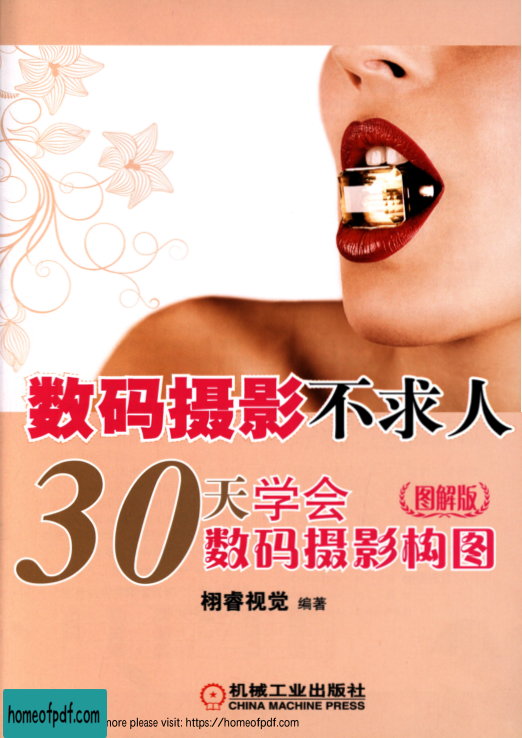 数码摄影不求人
30天学会
图解版
数码摄影构图
栩睿视觉 编著
机械工业出版社
CHINA MACHINE PRESS
homeofpdf.com
more please visit: https://homeofpdf.com